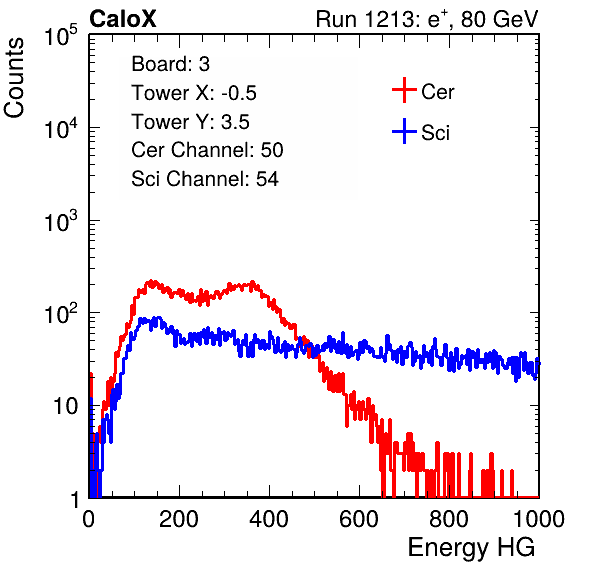 CaloX Run 1213: e⁺, 80 GeV
Counts
Board: 3
Tower X: -0.5
Tower Y: 3.5
Cer Channel: 50
Sci Channel: 54
Cer
Sci
10⁵
10⁴
10³
10²
10
1
0 200 400 600 800 1000
Energy HG